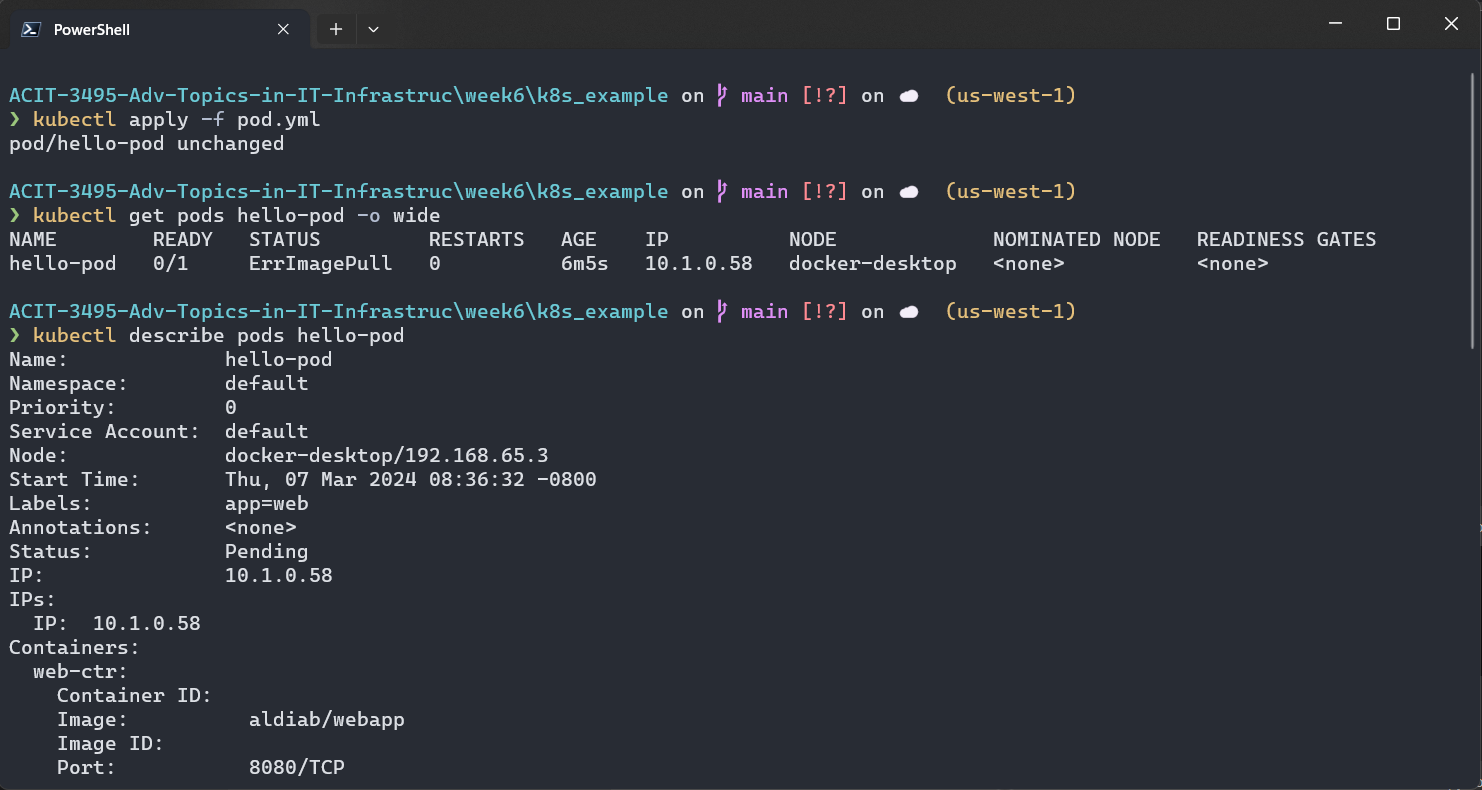 PowerShell
ACIT-3495-Adv-Topics-in-IT-Infrastruc\week6\k8s_example on main [!?] on (us-west-1)
❯ kubectl apply -f pod.yml
pod/hello-pod unchanged
ACIT-3495-Adv-Topics-in-IT-Infrastruc\week6\k8s_example on main [!?] on (us-west-1)
❯ kubectl get pods hello-pod -o wide
NAME READY STATUS RESTARTS AGE IP NODE NOMINATED NODE READINESS GATES
hello-pod 0/1 ErrImagePull 0 6m5s 10.1.0.58 docker-desktop <none> <none>
ACIT-3495-Adv-Topics-in-IT-Infrastruc\week6\k8s_example on main [!?] on (us-west-1)
❯ kubectl describe pods hello-pod
Name: hello-pod
Namespace: default
Priority: 0
Service Account: default
Node: docker-desktop/192.168.65.3
Start Time: Thu, 07 Mar 2024 08:36:32 -0800
Labels: app=web
Annotations: <none>
Status: Pending
IP: 10.1.0.58
IPs:
IP: 10.1.0.58
Containers:
web-ctr:
Container ID:
Image: aldiab/webapp
Image ID:
Port: 8080/TCP